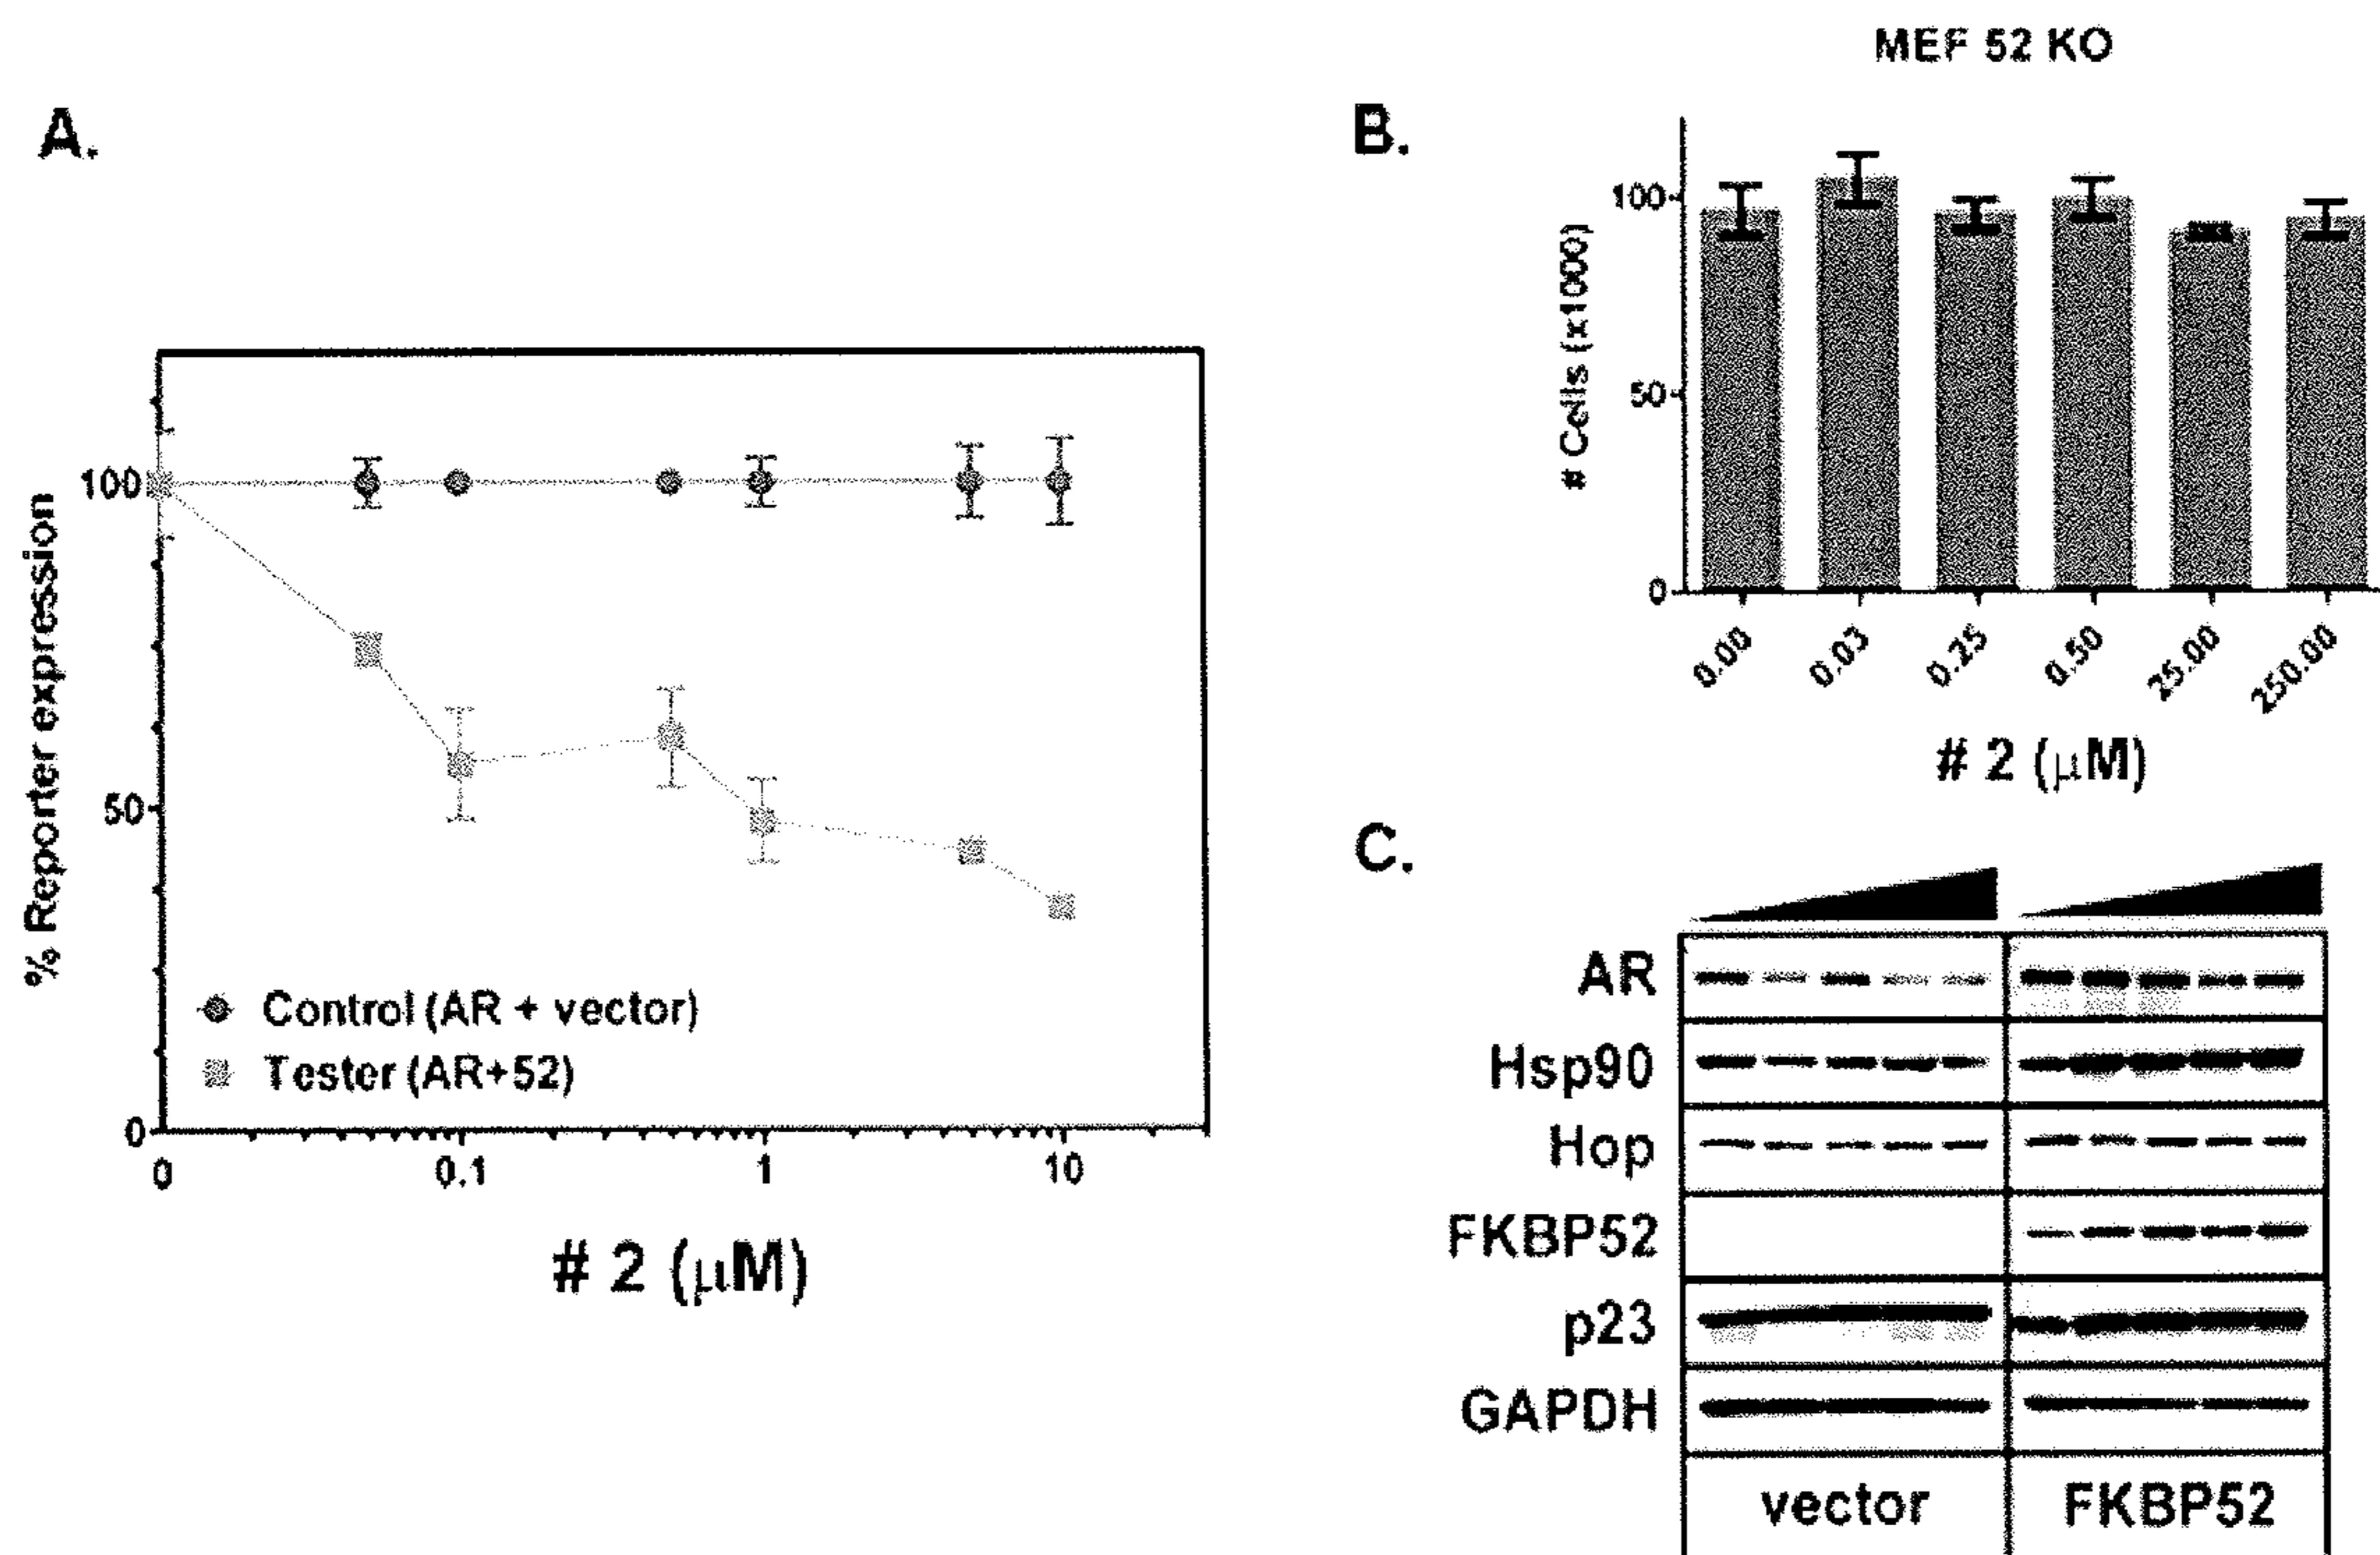 A.
% Reporter expression
100
50
0
Control (AR + vector)
Tester (AR+52)
0 0.1 1 10
# 2 (μM)
B.
MEF 52 KO
# Cells (x1000)
100
50
0
0.00 0.03 0.25 0.50 25.00 250.00
# 2 (μM)
C.
AR
Hsp90
Hop
FKBP52
p23
GAPDH
vector FKBP52